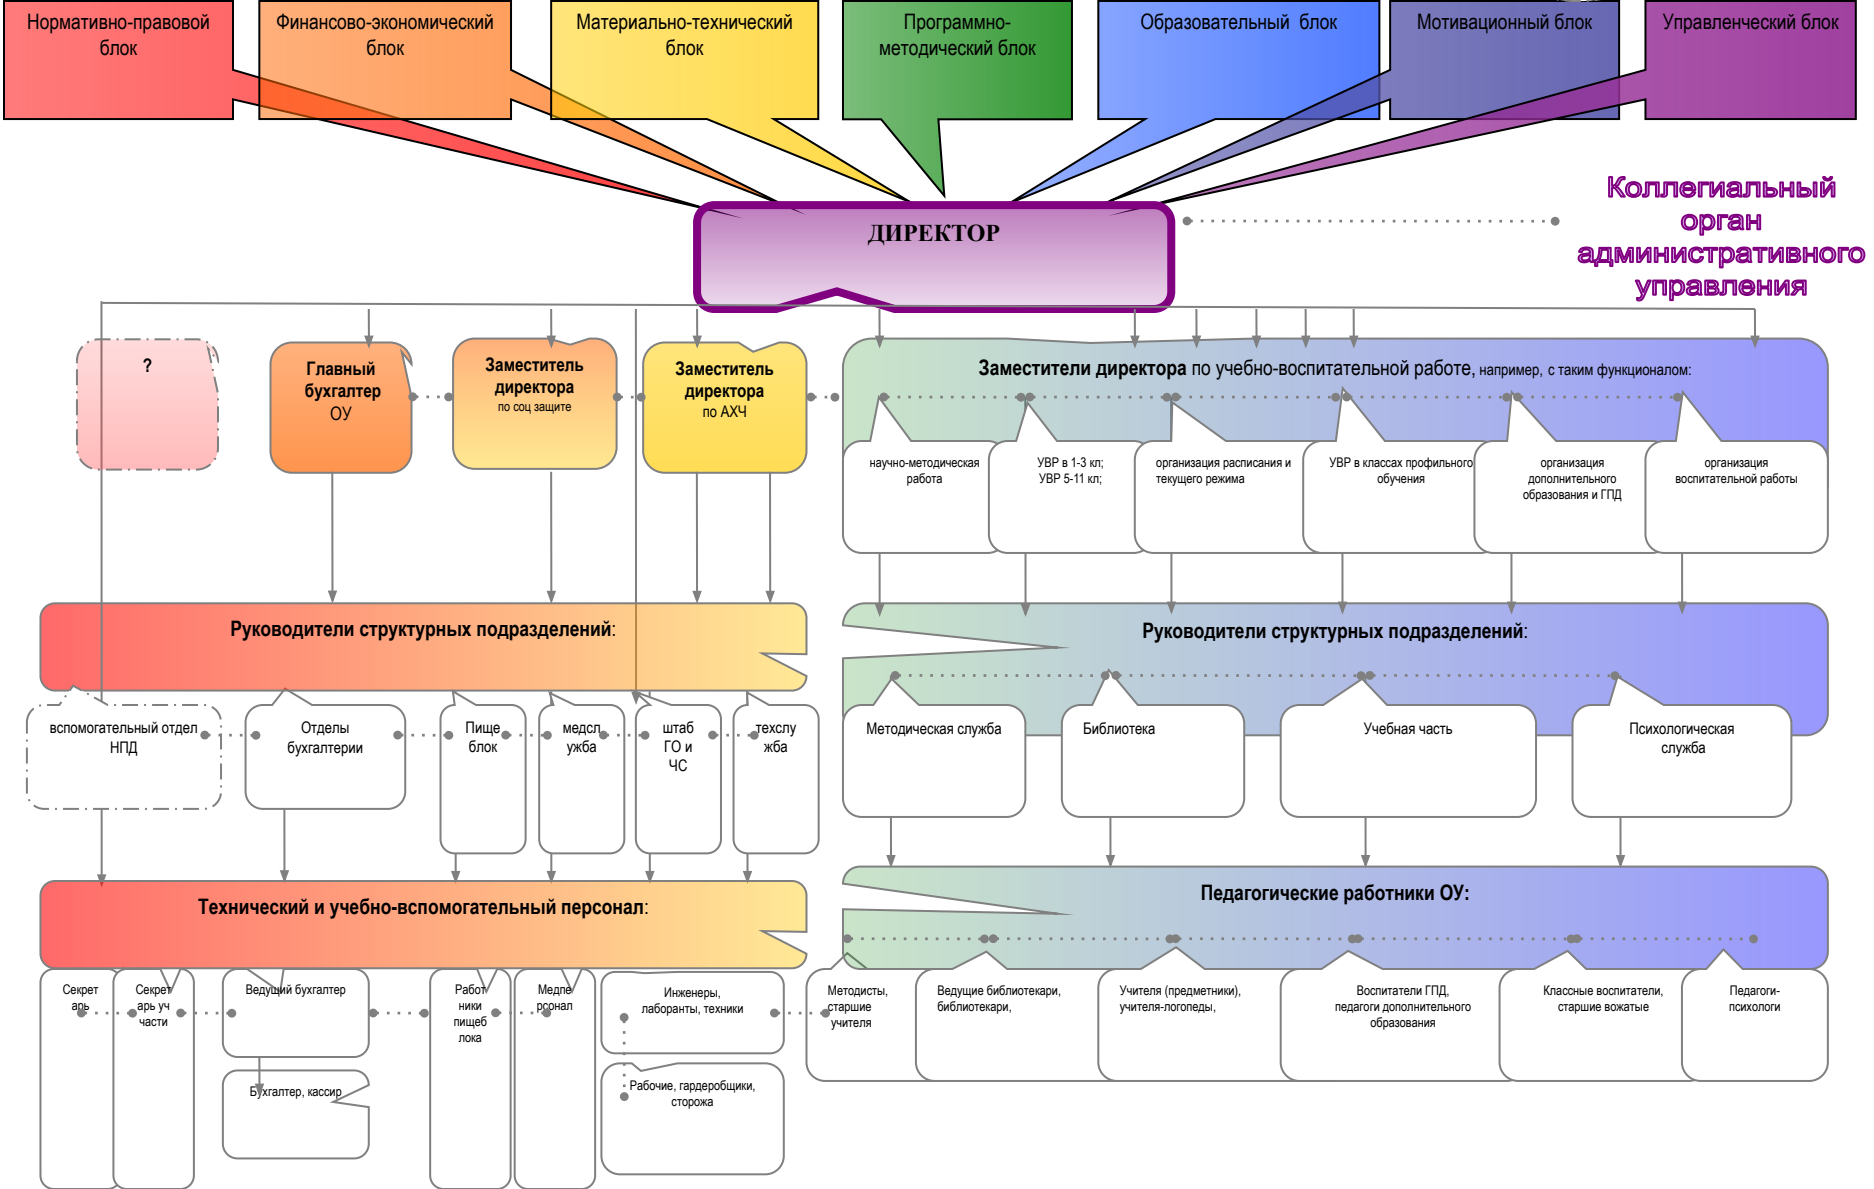 Нормативно-правовой
блок
Финансово-экономический
блок
Материально-технический
блок
Программно-
методический блок
Образовательный блок
Мотивационный блок
Управленческий блок
ДИРЕКТОР
Коллегиальный
орган
административного
управления
?
Главный
бухгалтер
ОУ
Заместитель
директора
по соц защите
Заместитель
директора
по АХЧ
Заместители директора по учебно-воспитательной работе, например, с таким функционалом:
научно-методическая
работа
УВР в 1-3 кл;
УВР 5-11 кл;
организация расписания и
текущего режима
УВР в классах профильного
обучения
организация
дополнительного
образования и ГПД
организация
воспитательной работы
Руководители структурных подразделений:
Руководители структурных подразделений:
вспомогательный отдел
НПД
Отделы
бухгалтерии
Пище
блок
медсл
ужба
штаб
ГО и
ЧС
техслу
жба
Методическая служба
Библиотека
Учебная часть
Психологическая
служба
Технический и учебно-вспомогательный персонал:
Педагогические работники ОУ:
Секрет
арь
Секрет
арь уч
части
Ведущий бухгалтер
Бухгалтер, кассир
Работ
ники
пищеб
лока
Медпе
рсонал
Инженеры,
лаборанты, техники
Рабочие, гардеробщики,
сторожа
Методисты,
старшие
учителя
Ведущие библиотекари,
библиотекари,
Учителя (предметники),
учителя-логопеды,
Воспитатели ГПД,
педагоги дополнительного
образования
Классные воспитатели,
старшие вожатые
Педагоги-
психологи